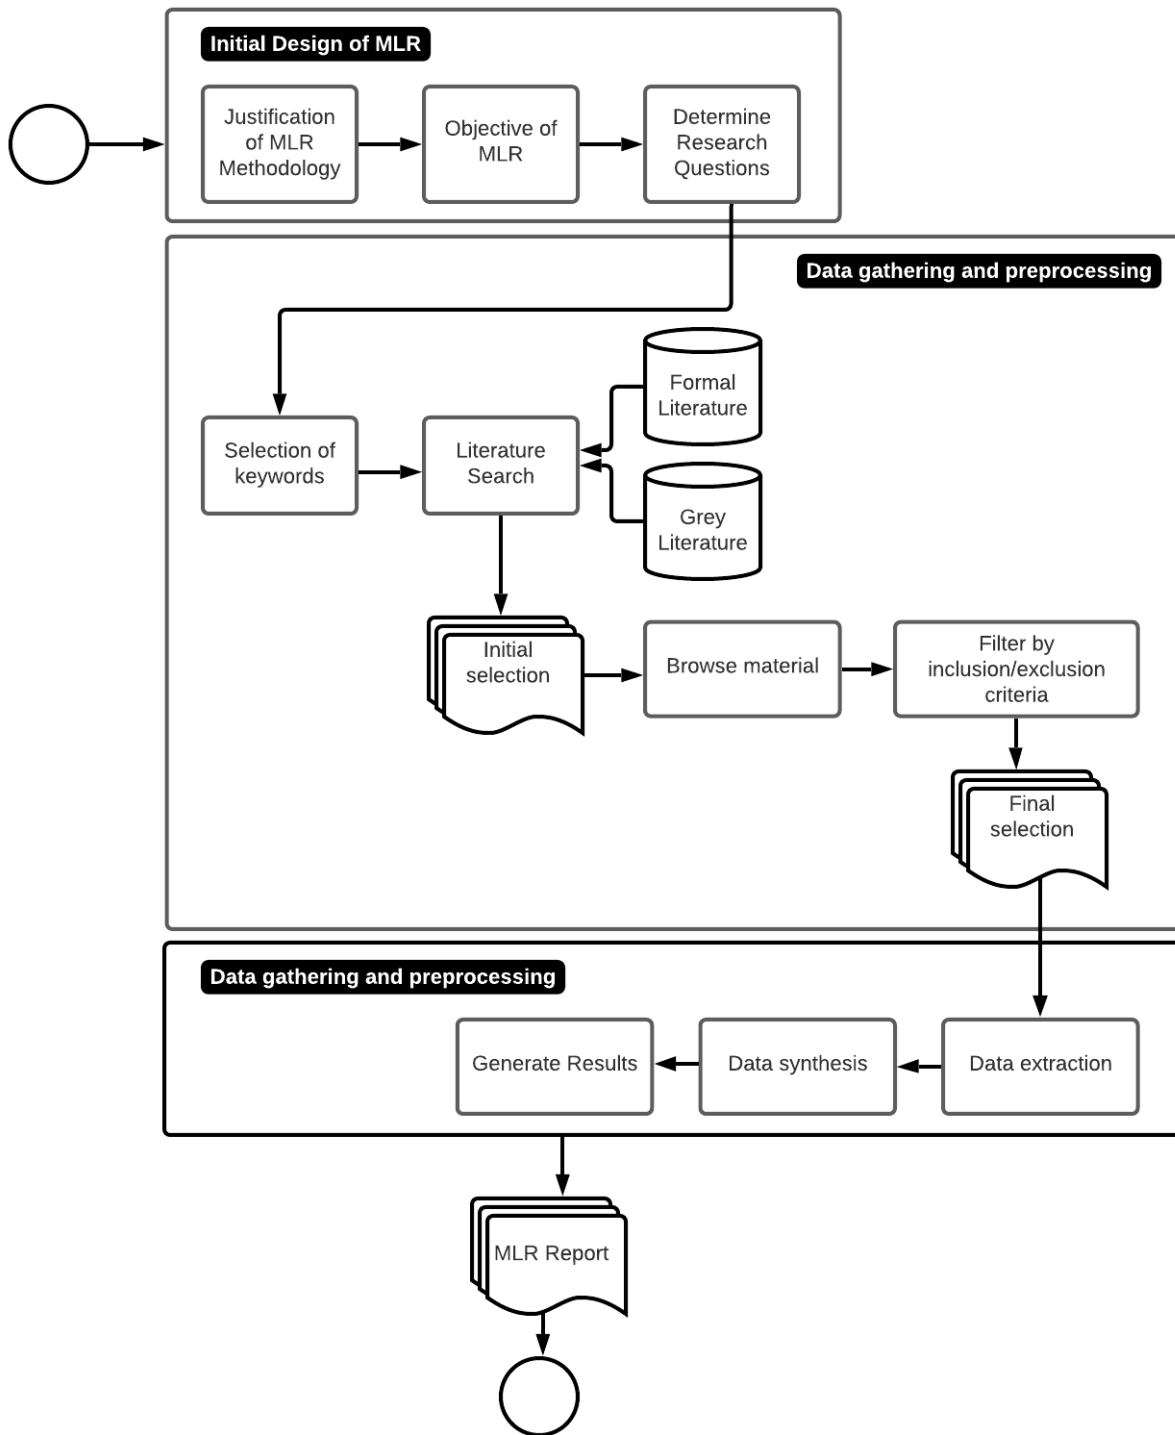 Initial Design of MLR
Justification
of MLR
Methodology
Objective of
MLR
Determine
Research
Questions
Data gathering and preprocessing
Formal
Literature
Selection of
keywords
Literature
Search
Grey
Literature
Initial
selection
Browse material
Filter by
inclusion/exclusion
criteria
Final
selection
Data gathering and preprocessing
Generate Results
Data synthesis
Data extraction
MLR Report